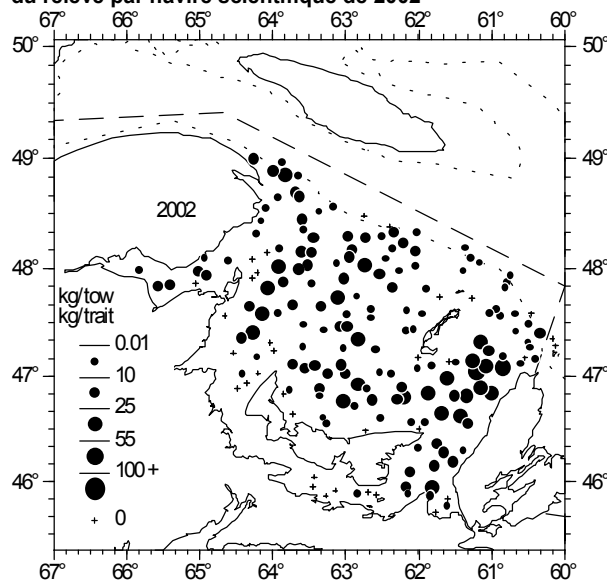 du relevé par navire scientifique de 2002
67 66 65 64 63 62 61 60
50° 50°
49° 49°
2002
48° 48°
kg/tow
kg/trait
0.01
10
47° 47°
25
55
100+
46° 46°
0
67 66 65 64 63 62 61 60